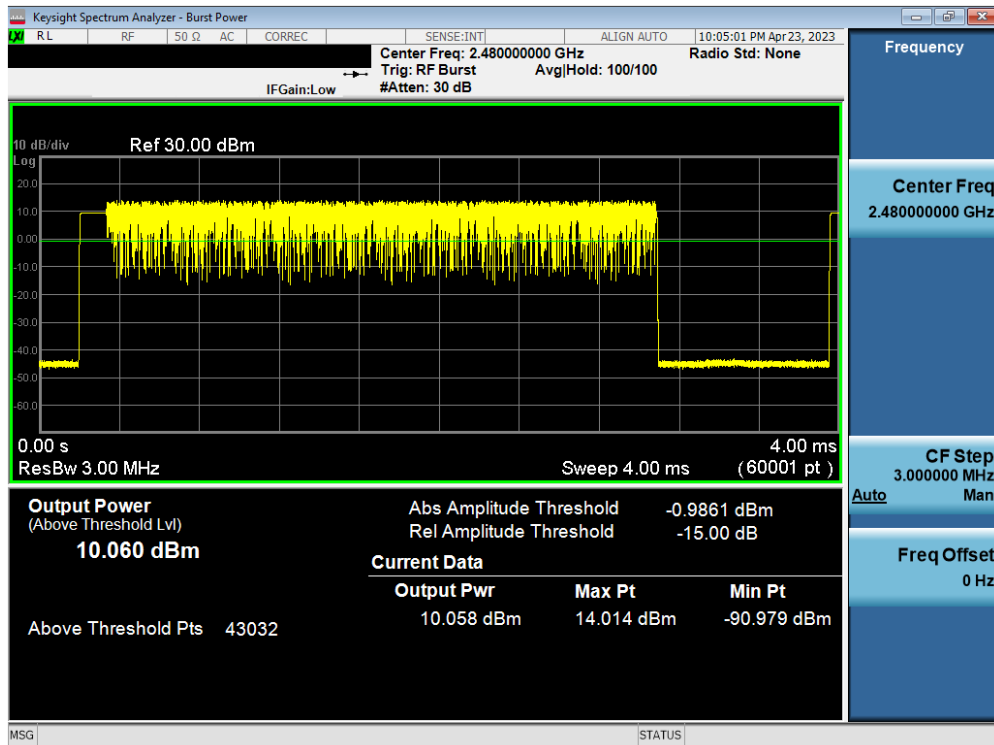 Keysight Spectrum Analyzer - Burst Power
LXI RL RF 50 Ω AC CORREC SENSE:INT ALIGN AUTO 10:05:01 PM Apr 23, 2023
Center Freq: 2.480000000 GHz Radio Std: None
Trig: RF Burst Avg|Hold: 100/100
IFGain:Low #Atten: 30 dB
Frequency
10 dB/div Ref 30.00 dBm
Log
20.0
10.0
0.00
-10.0
-20.0
-30.0
-40.0
-50.0
-60.0
0.00 s 4.00 ms
ResBw 3.00 MHz Sweep 4.00 ms (60001 pt)
Center Freq
2.480000000 GHz
CF Step
3.000000 MHz
Auto Man
Freq Offset
0 Hz
Output Power
(Above Threshold Lvl)
10.060 dBm
Above Threshold Pts 43032
Abs Amplitude Threshold -0.9861 dBm
Rel Amplitude Threshold -15.00 dB
Current Data
Output Pwr Max Pt Min Pt
10.058 dBm 14.014 dBm -90.979 dBm
MSG STATUS